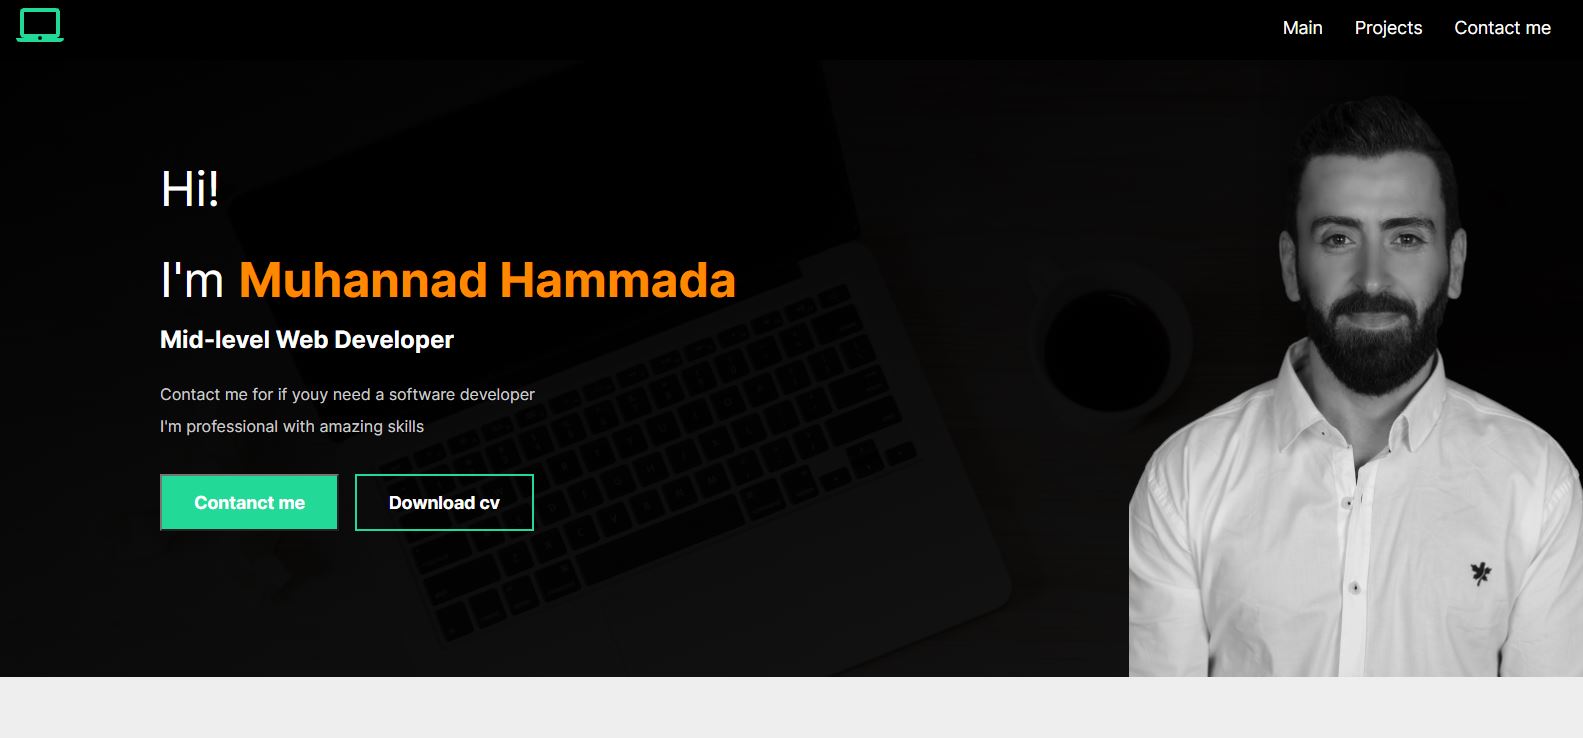 Main Projects Contact me
Hi!
I'm Muhannad Hammada
Mid-level Web Developer
Contact me for if youy need a software developer
I'm professional with amazing skills
Contanct me Download cv